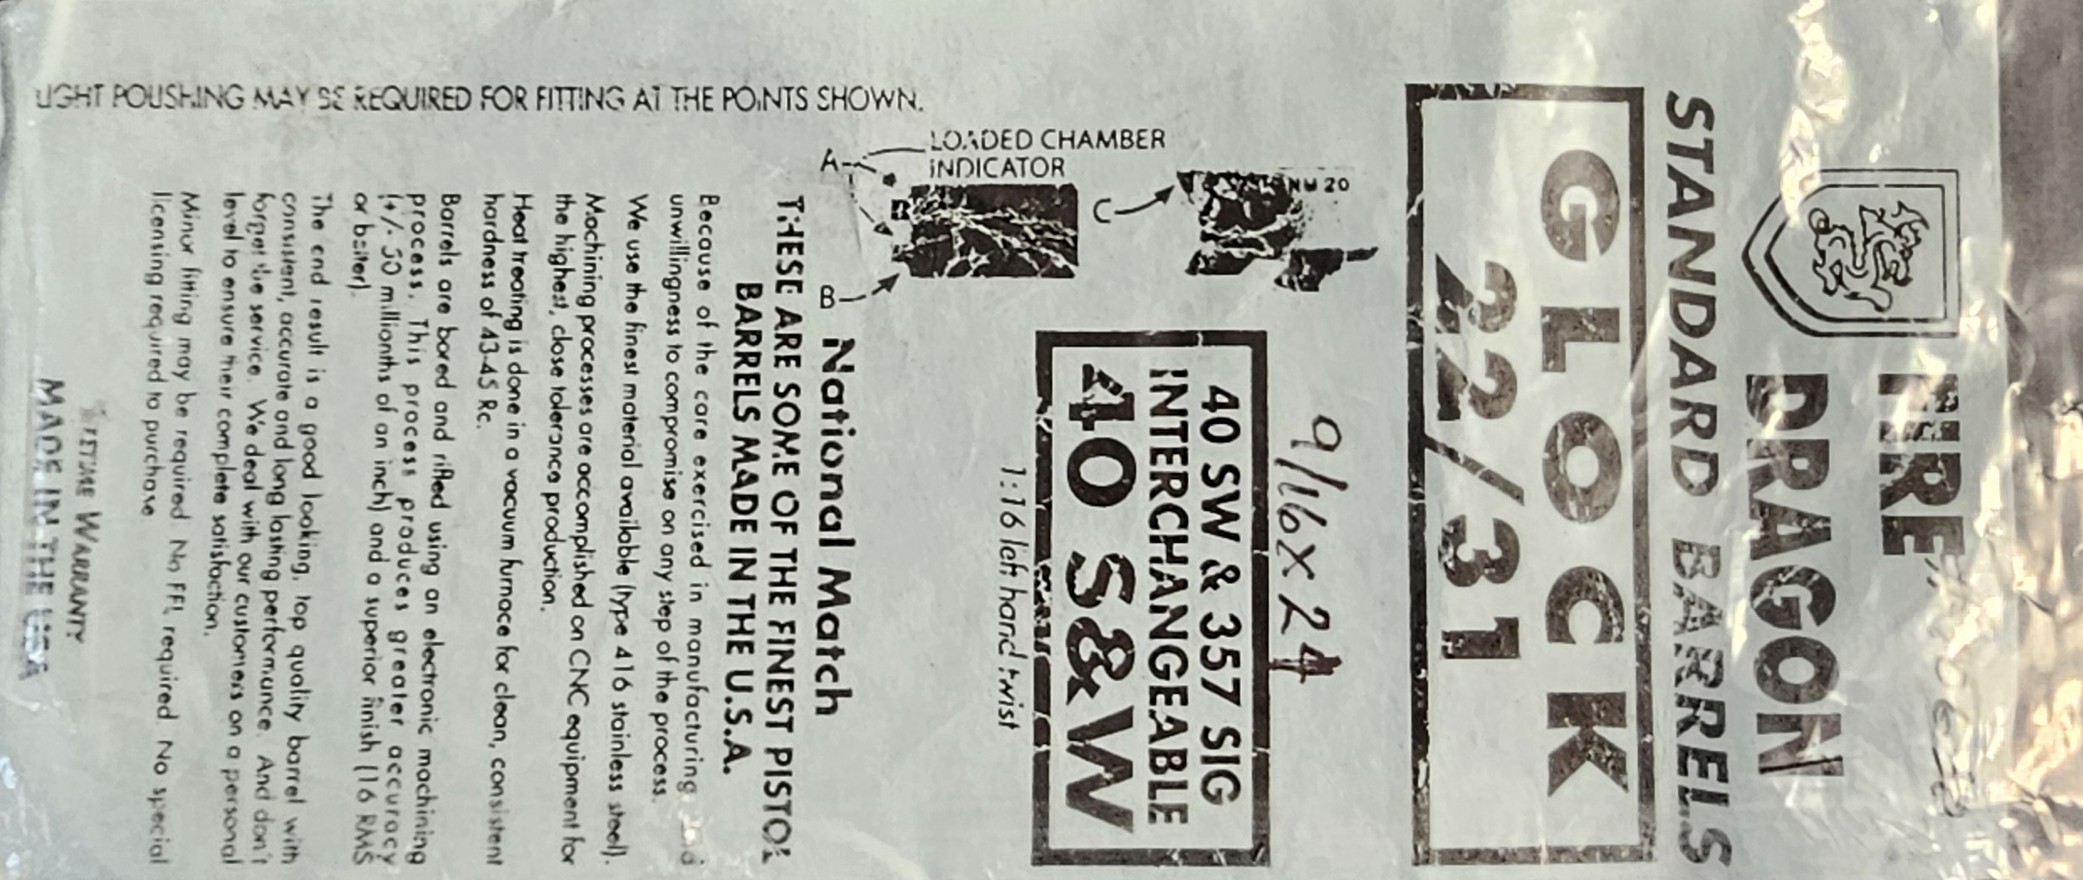 FIRE
DRAGON
STANDARD BARRELS
GLOCK
22/31
9/16 x 24
40 SW & 357 SIG
INTERCHANGEABLE
40 S&W
1:16 left hand twist
LIGHT POLISHING MAY BE REQUIRED FOR FITTING AT THE POINTS SHOWN.
LOADED CHAMBER
INDICATOR
A
B
C
NW 20
National Match
THESE ARE SOME OF THE FINEST PISTOL
BARRELS MADE IN THE U.S.A.
Because of the care exercised in manufacturing and
unwillingness to compromise on any step of the process.
We use the finest material available (type 416 stainless steel).
Machining processes are accomplished on CNC equipment for
the highest, close tolerance production.
Heat treating is done in a vacuum furnace for clean, consistent
hardness of 43-45 Rc.
Barrels are bored and rifled using an electronic machining
process. This process produces greater accuracy
(+/- 50 millionths of an inch) and a superior finish (16 RMS
or better).
The end result is a good looking, top quality barrel with
consistent, accurate and long lasting performance. And don't
forget the service. We deal with our customers on a personal
level to ensure their complete satisfaction.
Minor fitting may be required No FFL required No special
licensing required to purchase
LIFETIME WARRANTY
MADE IN THE USA